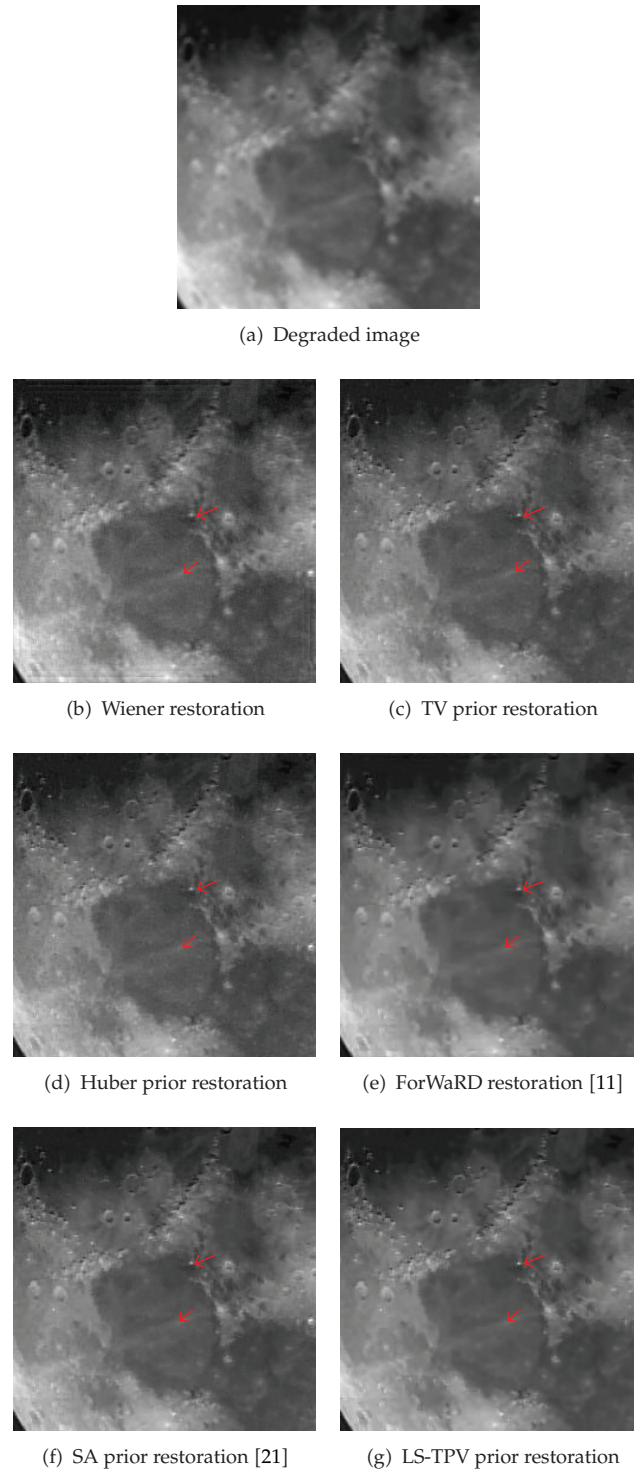 (a) Degraded image
(b) Wiener restoration
(c) TV prior restoration
(d) Huber prior restoration
(e) ForWaRD restoration [11]
(f) SA prior restoration [21]
(g) LS-TPV prior restoration